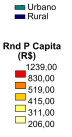 Urbano
Rural
Rnd P Capita
(R$)
1239,00
830,00
519,00
415,00
311,00
206,00